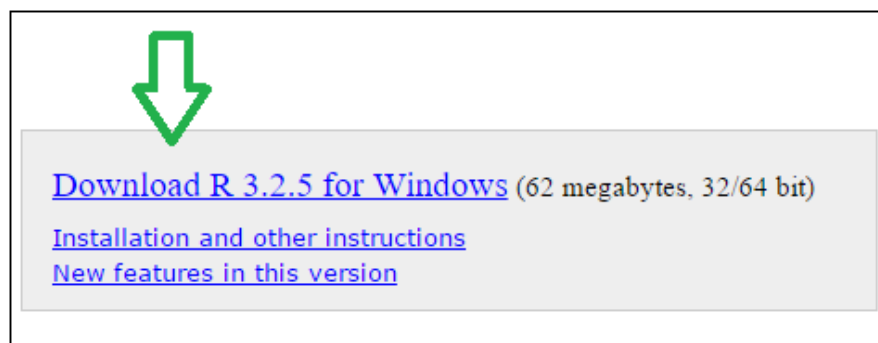 Download R 3.2.5 for Windows (62 megabytes, 32/64 bit)
Installation and other instructions
New features in this version